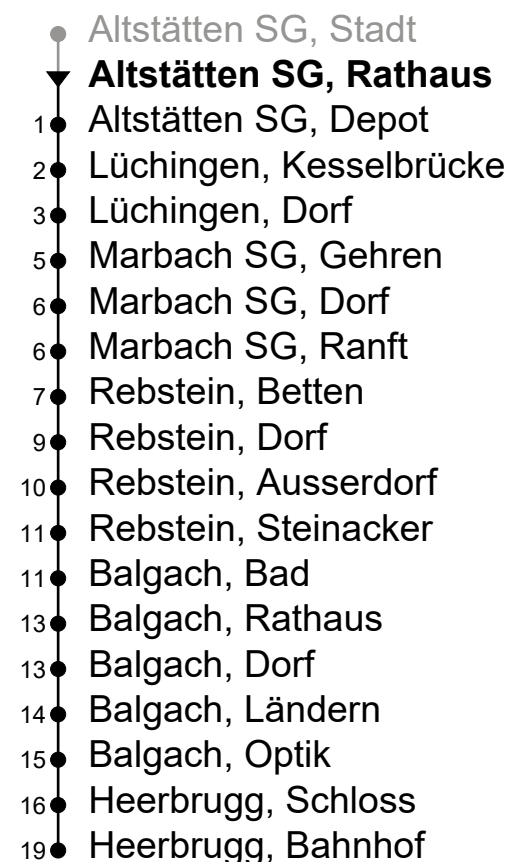 Altstätten SG, Stadt
Altstätten SG, Rathaus
1 Altstätten SG, Depot
2 Lüchingen, Kesselbrücke
3 Lüchingen, Dorf
5 Marbach SG, Gehren
6 Marbach SG, Dorf
6 Marbach SG, Ranft
7 Rebstein, Betten
9 Rebstein, Dorf
10 Rebstein, Ausserdorf
11 Rebstein, Steinacker
11 Balgach, Bad
13 Balgach, Rathaus
13 Balgach, Dorf
14 Balgach, Ländern
15 Balgach, Optik
16 Heerbrugg, Schloss
19 Heerbrugg, Bahnhof